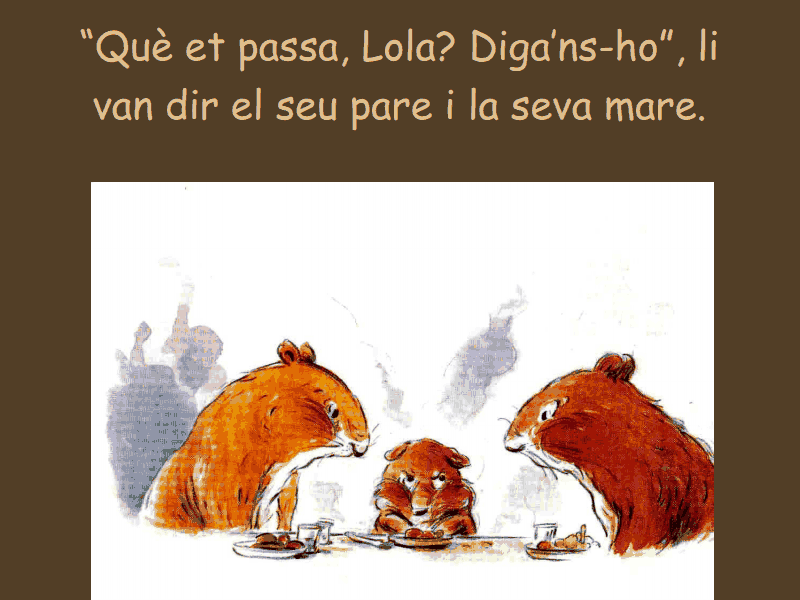 “Què et passa, Lola? Diga’ns-ho”, li
van dir el seu pare i la seva mare.